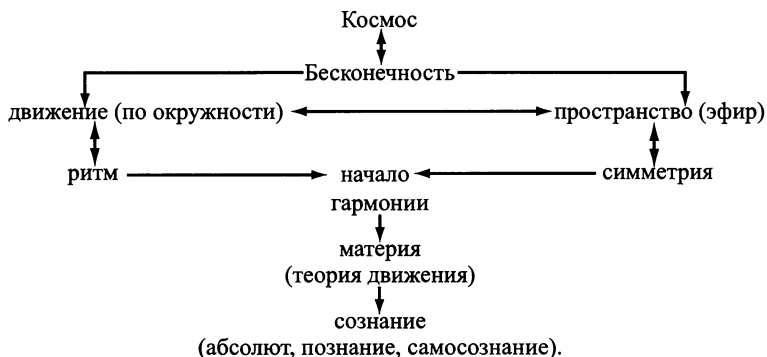 Космос
Бесконечность
движение (по окружности) пространство (эфир)
ритм начало симметрия
гармонии
материя
(теория движения)
сознание
(абсолют, познание, самосознание).